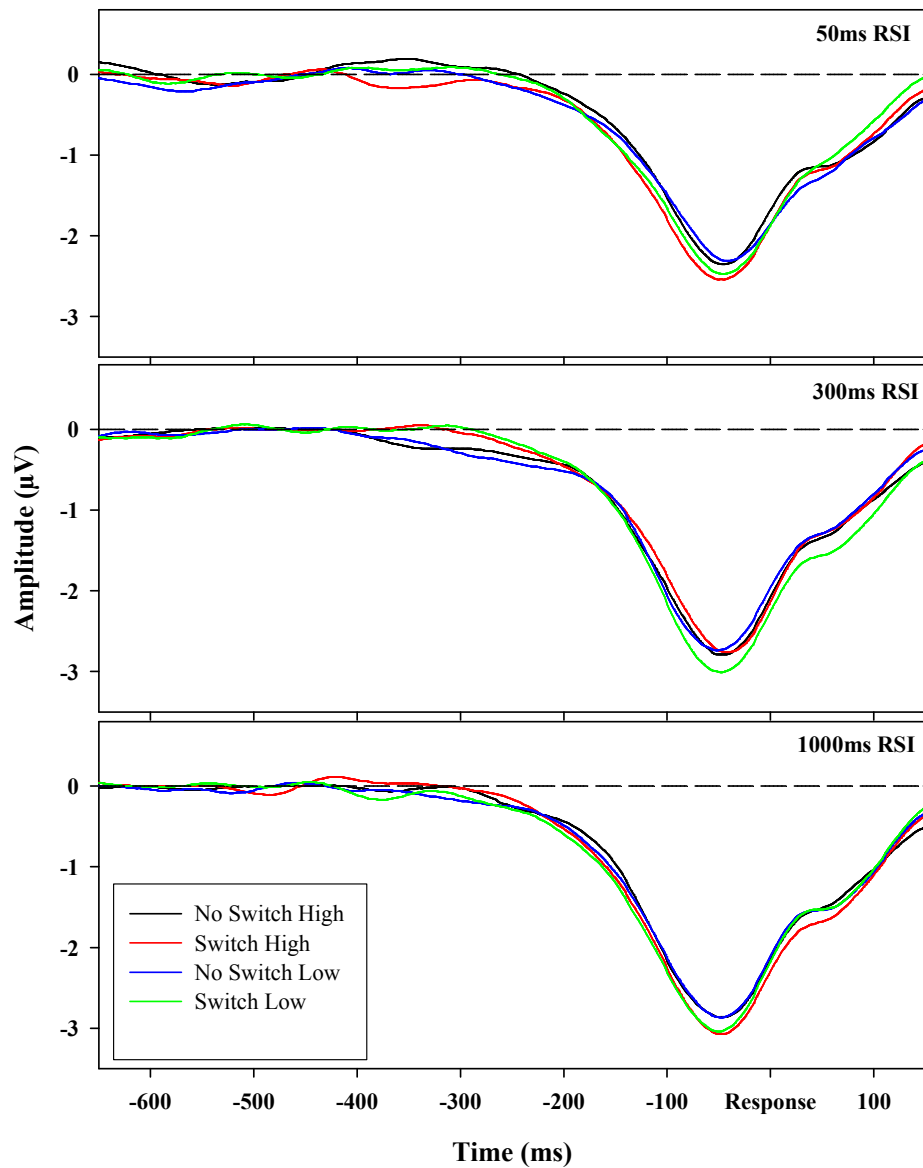 50ms RSI
0
-1
-2
-3
300ms RSI
0
-1
-2
-3
Amplitude (µV)
1000ms RSI
0
-1
-2
-3
No Switch High
Switch High
No Switch Low
Switch Low
-600 -500 -400 -300 -200 -100 Response 100
Time (ms)